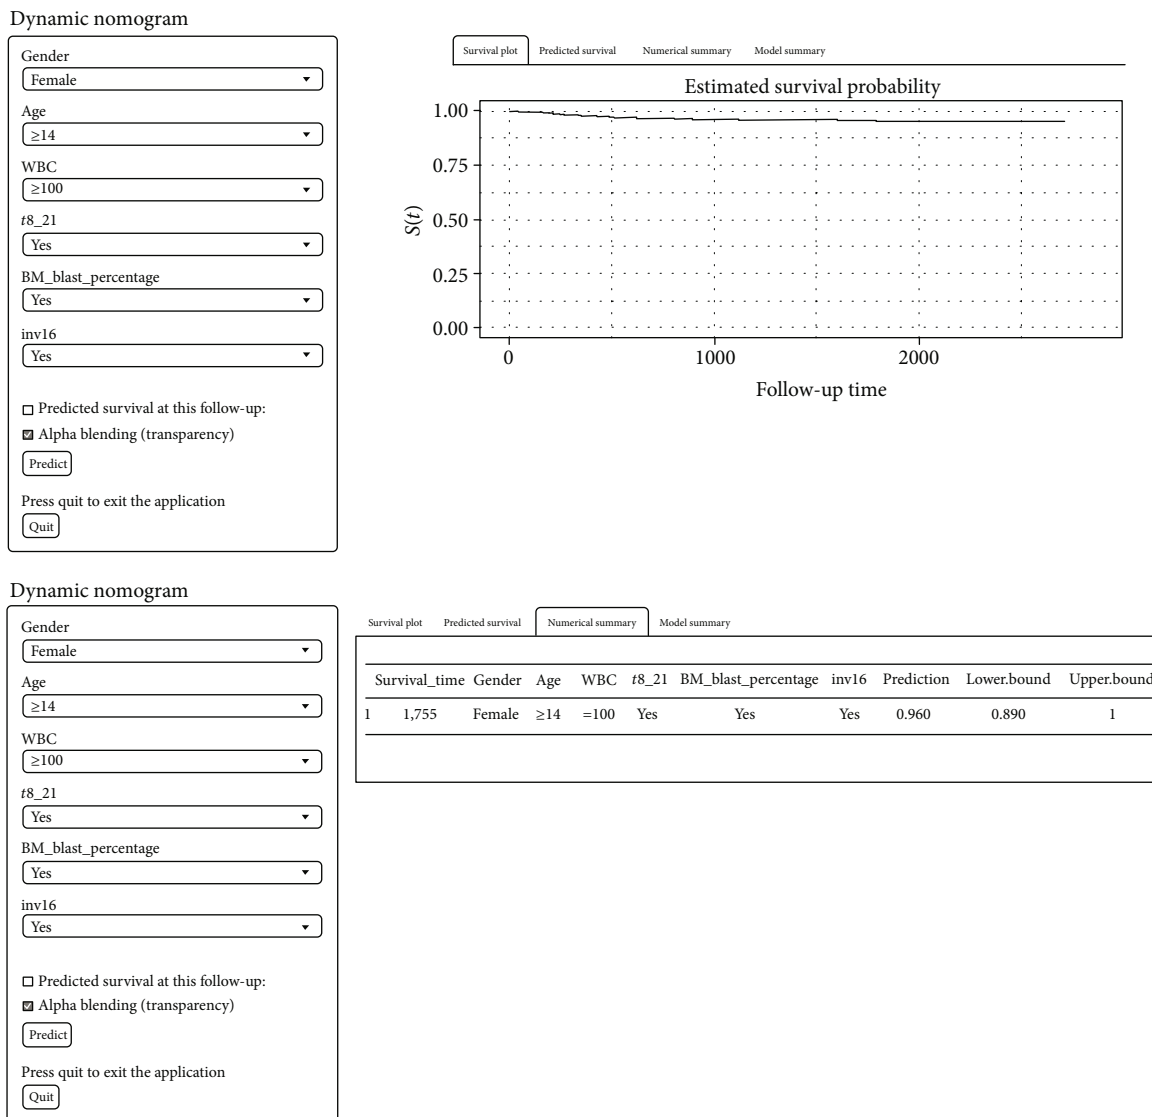 Dynamic nomogram
Gender
Female
Age
≥14
WBC
≥100
t8_21
Yes
BM_blast_percentage
Yes
inv16
Yes
Predicted survival at this follow-up:
Alpha blending (transparency)
Predict
Press quit to exit the application
Quit
Survival plot Predicted survival Numerical summary Model summary
Estimated survival probability
1.00
0.75
0.50
0.25
0.00
S(t)
0 1000 2000
Follow-up time
Dynamic nomogram
Gender
Female
Age
≥14
WBC
≥100
t8_21
Yes
BM_blast_percentage
Yes
inv16
Yes
Predicted survival at this follow-up:
Alpha blending (transparency)
Predict
Press quit to exit the application
Quit
Survival plot Predicted survival Numerical summary Model summary
Survival_time Gender Age WBC t8_21 BM_blast_percentage inv16 Prediction Lower.bound Upper.bound
1 1,755 Female ≥14 =100 Yes Yes Yes 0.960 0.890 1